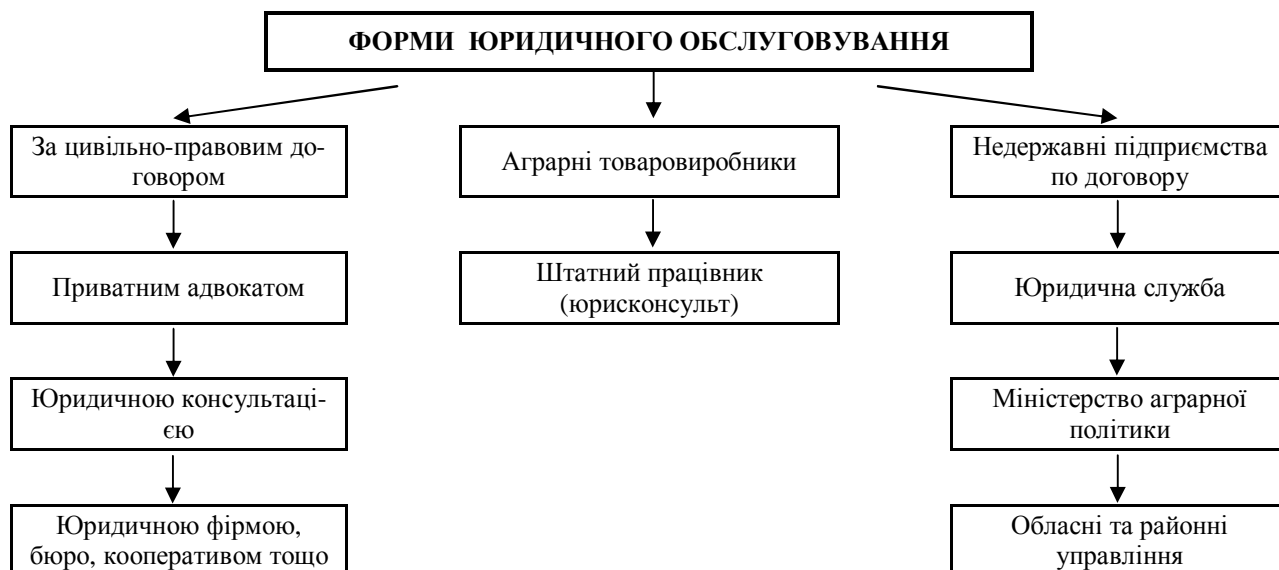 ФОРМИ ЮРИДИЧНОГО ОБСЛУГОВУВАННЯ
За цивільно-правовим до-
говором
Аграрні товаровиробники
Недержавні підприємства
по договору
Приватним адвокатом
Штатний працівник
(юрисконсульт)
Юридична служба
Юридичною консультаці-
єю
Міністерство аграрної
політики
Юридичною фірмою,
бюро, кооперативом тощо
Обласні та районні
управління